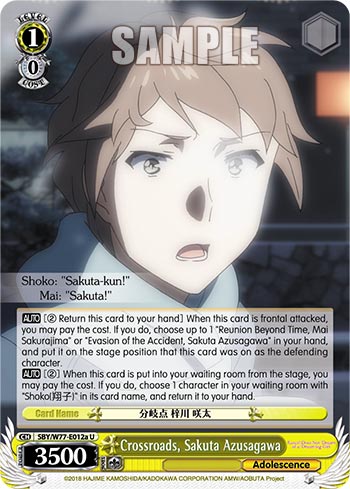 LEVEL
1
0
COST
SAMPLE
Shoko: "Sakuta-kun!"
Mai: "Sakuta!"
AUTO [② Return this card to your hand] When this card is frontal attacked,
you may pay the cost. If you do, choose up to 1 "Reunion Beyond Time, Mai
Sakurajima" or "Evasion of the Accident, Sakuta Azusagawa" in your hand,
and put it on the stage position that this card was on as the defending
character.
AUTO [②] When this card is put into your waiting room from the stage, you
may pay the cost. If you do, choose 1 character in your waiting room with
"Shoko(翔子)" in its card name, and return it to your hand.
Card Name 分岐点 梓川 咲太
CH SBY/W77-E012a U
Crossroads, Sakuta Azusagawa
3500
Adolescence
©2018 HAJIME KAMOSHIDA/KADOKAWA CORPORATION AMW/AOBUTA Project